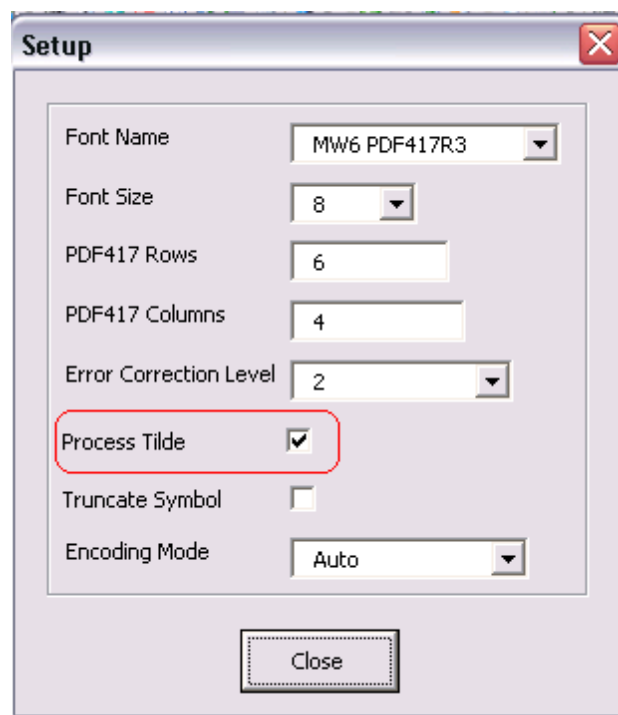 Setup
Font Name MW6 PDF417R3
Font Size 8
PDF417 Rows 6
PDF417 Columns 4
Error Correction Level 2
Process Tilde
Truncate Symbol
Encoding Mode Auto
Close